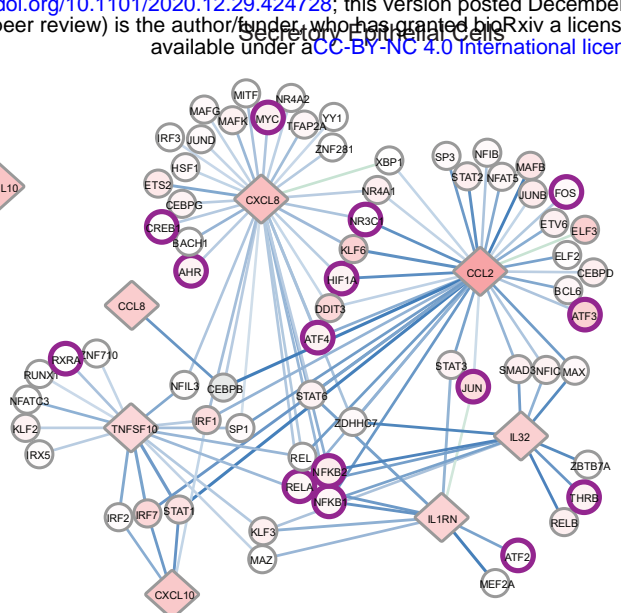 doi.org/10.1101/2020.12.29.424728; this version posted December
peer review) is the author/funder, who has granted bioRxiv a licens
Secretory Epithelial Cells
available under aCC-BY-NC 4.0 International licen
MITF
NR4A2
MAFG
MAFK
MYC
TFAP2A
YY1
IRF3
JUND
ZNF281
HSF1
XBP1
SP3
NFIB
MAFB
ETS2
STAT2
NFAT5
CEBPG
CXCL8
NR4A1
JUNB
FOS
L10
CREB1
NR3C1
ETV6
ELF3
BACH1
KLF6
ELF2
AHR
HIF1A
CCL2
CEBPD
BCL6
CCL8
DDIT3
ATF3
ATF4
RXRA
ZNF710
STAT3
RUNX1
NFIL3
CEBPB
JUN
SMAD3
NFIC
MAX
NFATC3
STAT6
KLF2
TNFSF10
IRF1
SP1
ZDHHC7
IRX5
IL32
REL
NFKB2
ZBTB7A
RELA
THRB
IRF2
IRF7
STAT1
NFKB1
IL1RN
RELB
KLF3
MAZ
ATF2
MEF2A
CXCL10